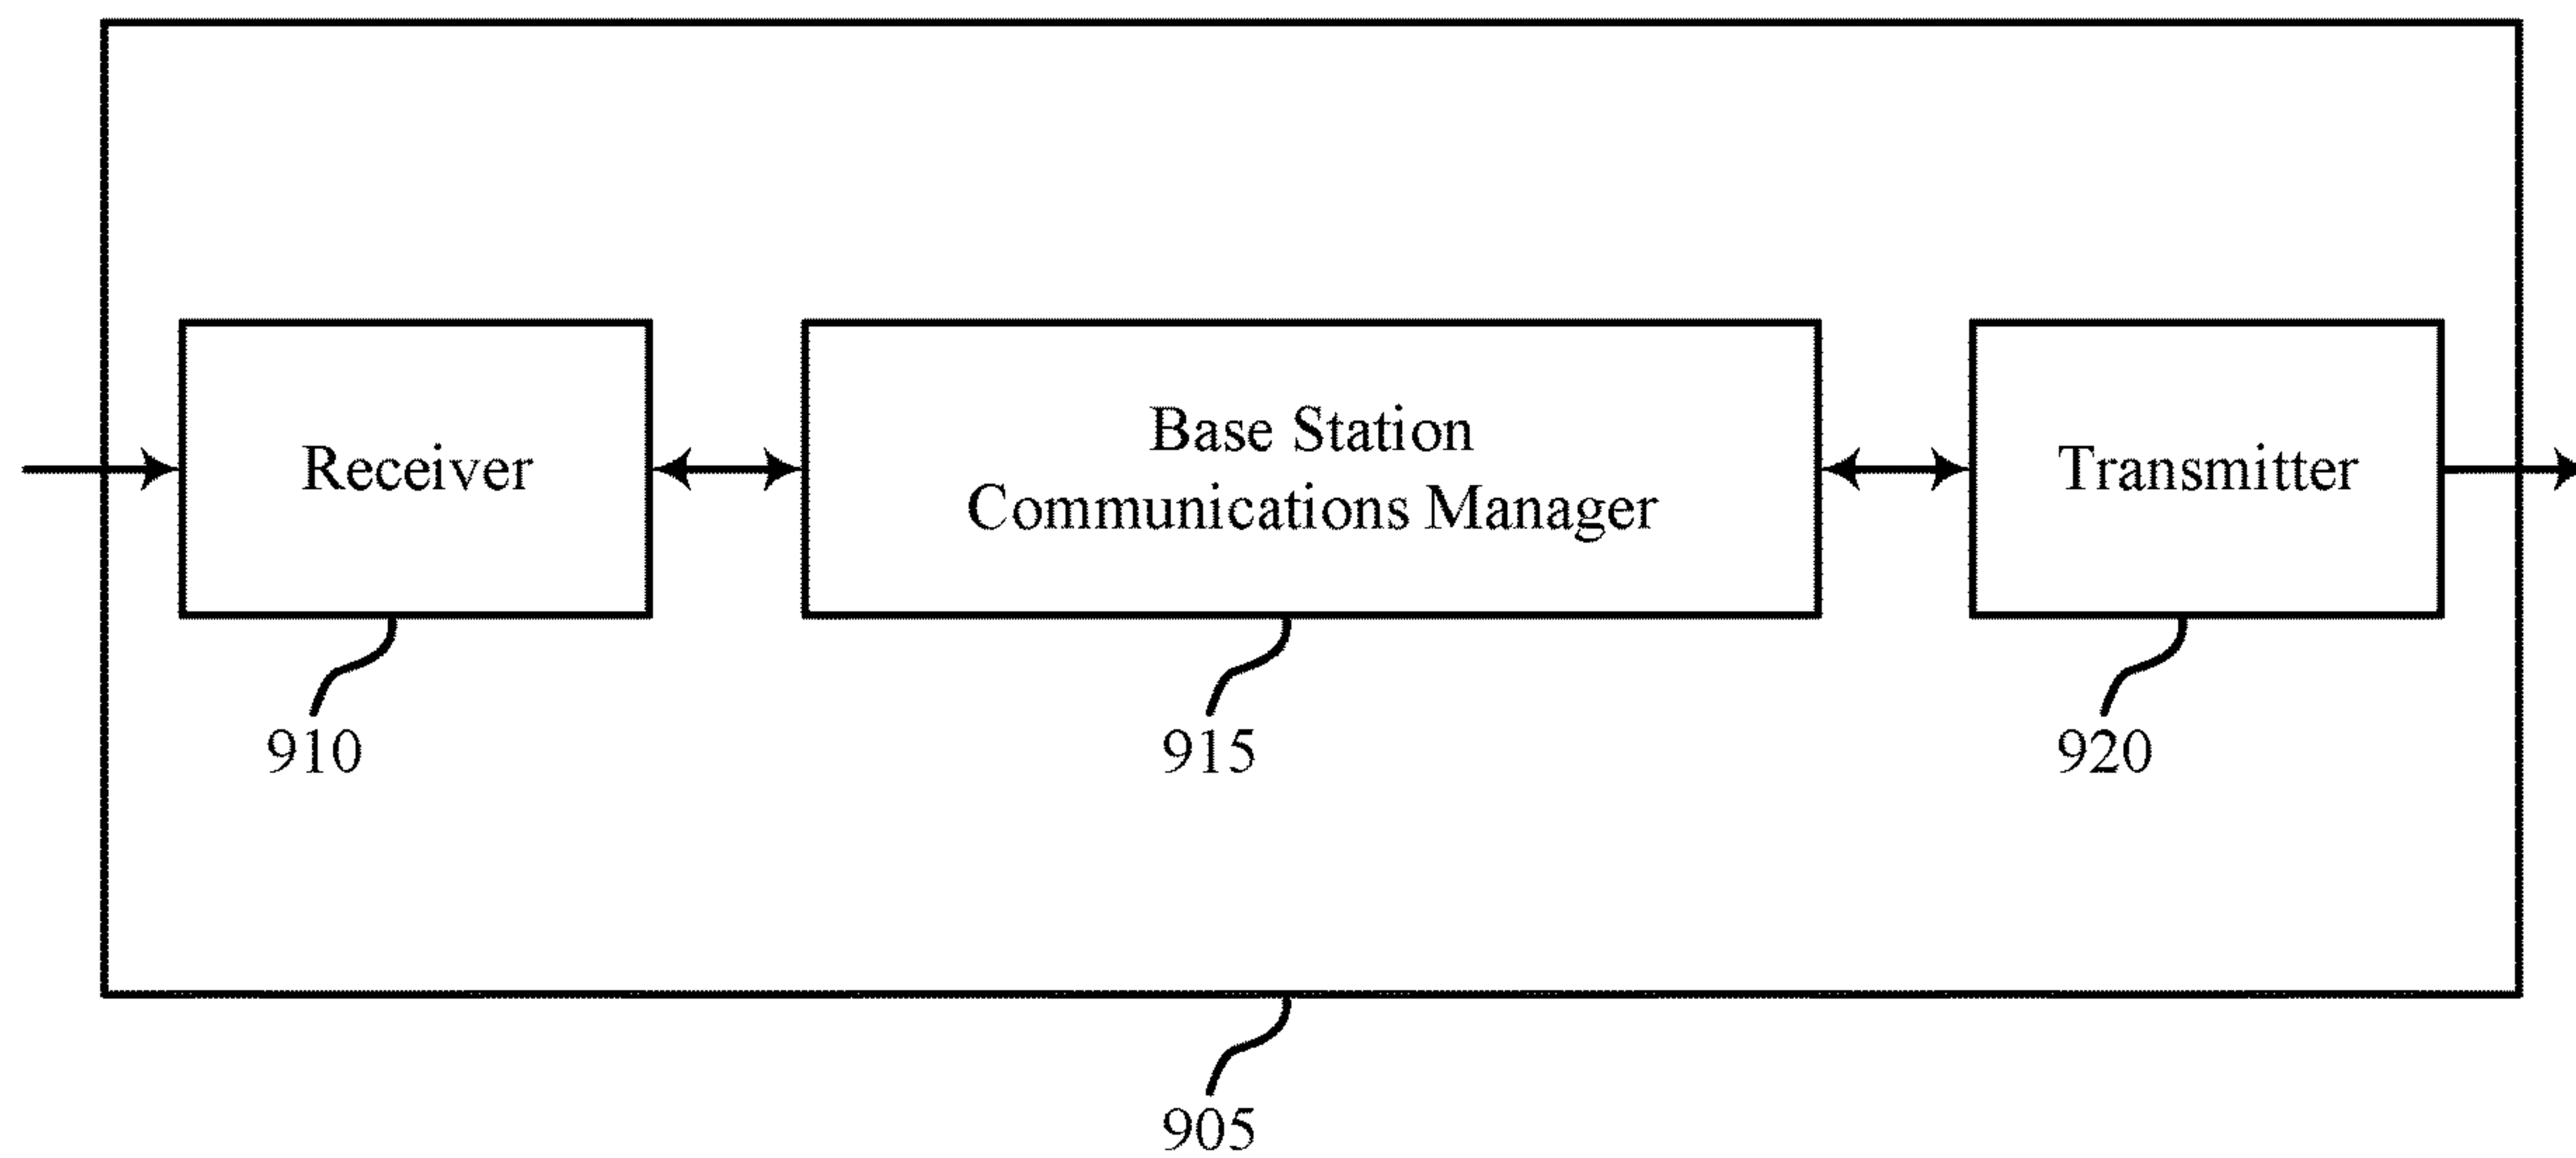 Receiver
Base Station
Communications Manager
Transmitter
910
915
920
905